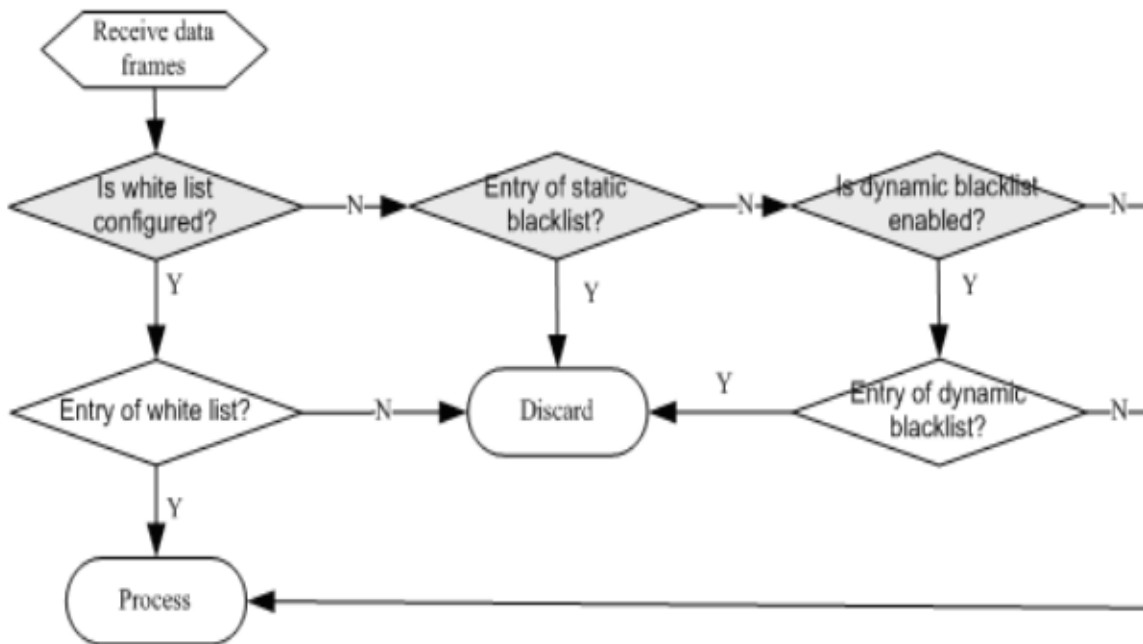 Receive data
frames
Is white list
configured?
N
Entry of static
blacklist?
N
Is dynamic blacklist
enabled?
N
Y
Y
Y
Entry of white list?
N
Discard
Y
Entry of dynamic
blacklist?
N
Y
Process